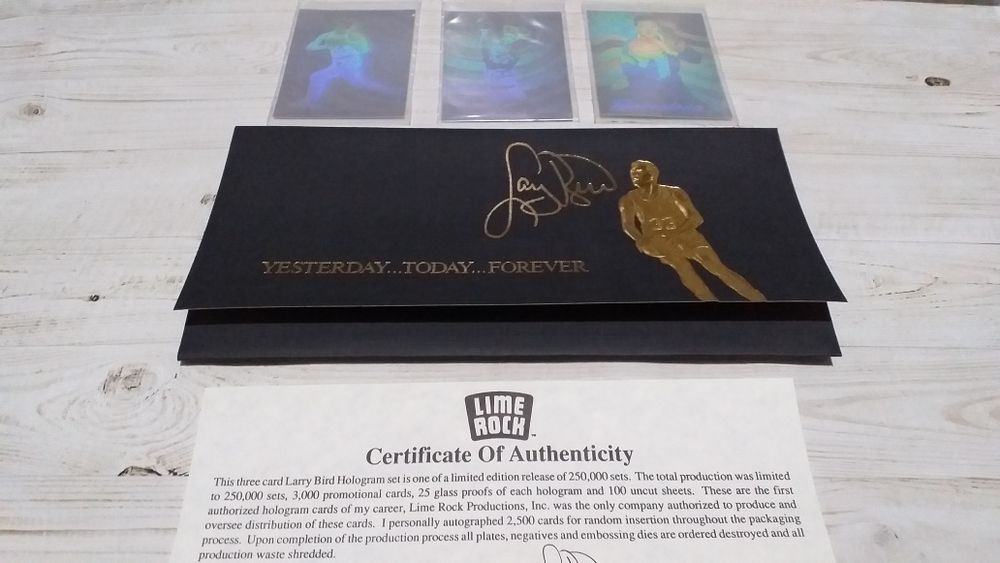 Larry Bird
33
YESTERDAY...TODAY...FOREVER
LIME
ROCK™
Certificate Of Authenticity
This three card Larry Bird Hologram set is one of a limited edition release of 250,000 sets. The total production was limited
to 250,000 sets, 3,000 promotional cards, 25 glass proofs of each hologram and 100 uncut sheets. These are the first
authorized hologram cards of my career, Lime Rock Productions, Inc. was the only company authorized to produce and
oversee distribution of these cards. I personally autographed 2,500 cards for random insertion throughout the packaging
process. Upon completion of the production process all plates, negatives and embossing dies are ordered destroyed and all
production waste shredded.